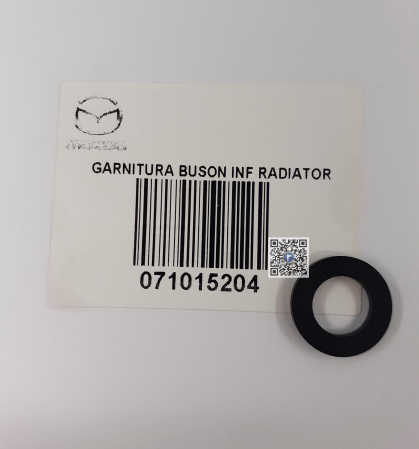 GARNITURA BUSON INF RADIATOR
071015204